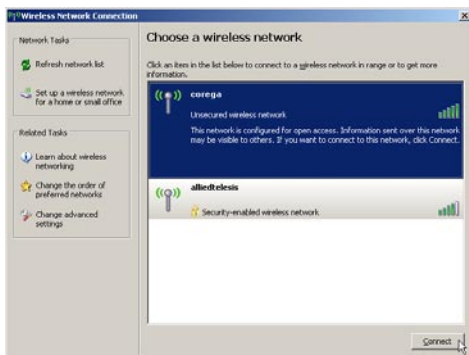 Wireless Network Connection
Network Tasks
Refresh network list
Set up a wireless network
for a home or small office
Related Tasks
Learn about wireless
networking
Change the order of
preferred networks
Change advanced
settings
Choose a wireless network
Click an item in the list below to connect to a wireless network in range or to get more
information.
corega
Unsecured wireless network
This network is configured for open access. Information sent over this network
may be visible to others. If you want to connect to this network, click Connect.
alliedtelesis
Security-enabled wireless network
Connect